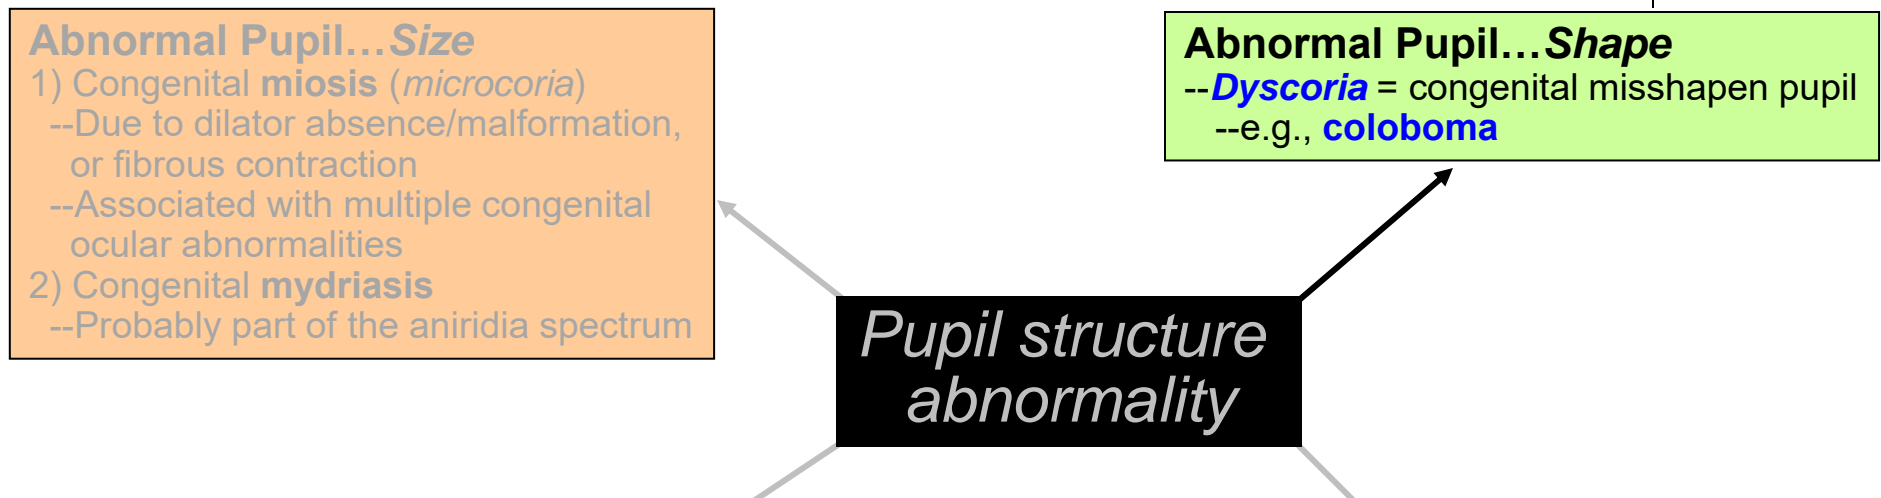 Abnormal Pupil…Size
1) Congenital miosis (microcoria)
--Due to dilator absence/malformation,
or fibrous contraction
--Associated with multiple congenital
ocular abnormalities
2) Congenital mydriasis
--Probably part of the aniridia spectrum
Abnormal Pupil…Shape
--Dyscoria = congenital misshapen pupil
--e.g., coloboma
Pupil structure
abnormality